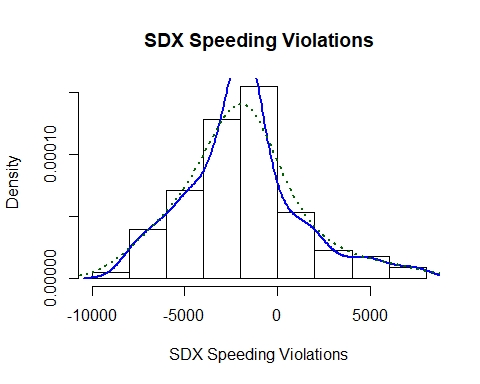 SDX Speeding Violations
Density
0.00010
0.00000
-10000 -5000 0 5000
SDX Speeding Violations